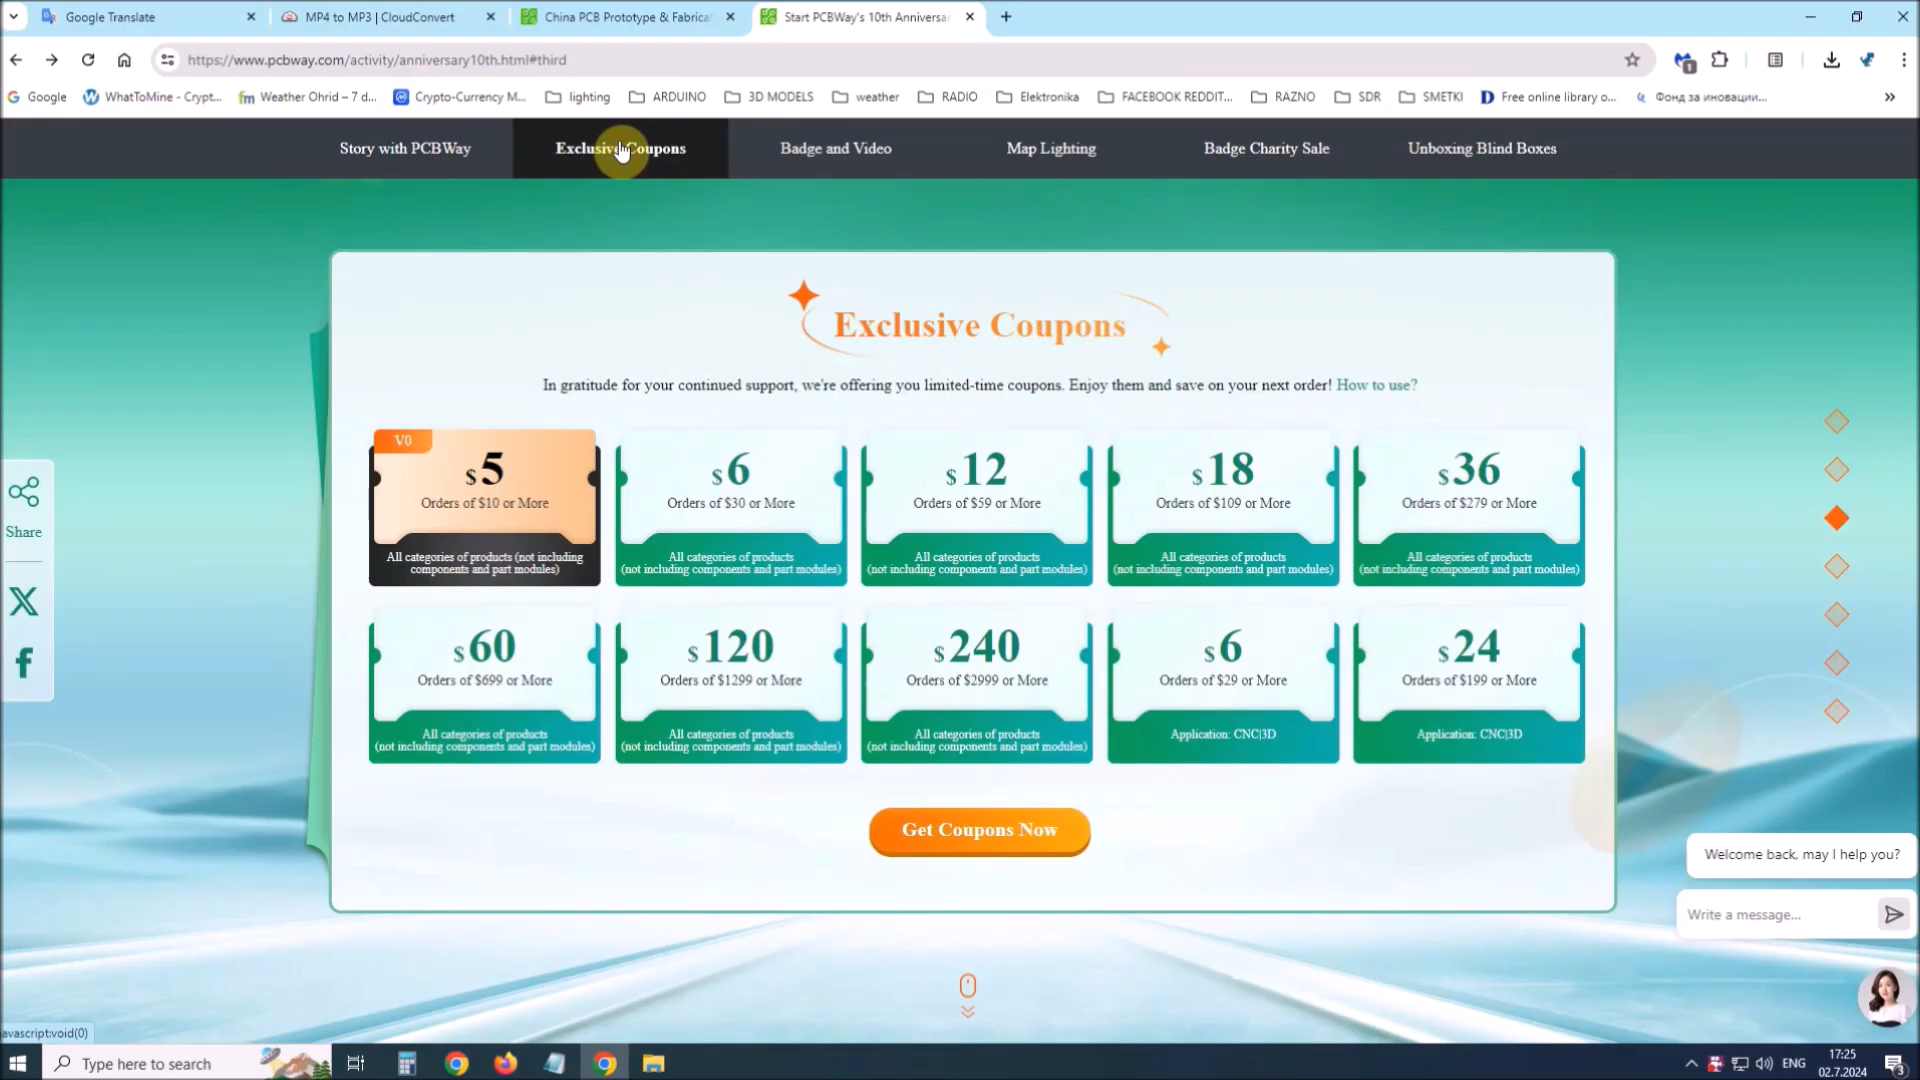 Google Translate
MP4 to MP3 | CloudConvert
China PCB Prototype & Fabrica
Start PCBWay's 10th Anniversa
https://www.pcbway.com/activity/anniversary10th.html#third
1
Google
WhatToMine - Crypt...
Weather Ohrid – 7 d...
Crypto-Currency M...
lighting
ARDUINO
3D MODELS
weather
RADIO
Elektronika
FACEBOOK REDDIT...
RAZNO
SDR
SMETKI
Free online library o...
Фонд за иновации...
Story with PCBWay
Exclusive Coupons
Badge and Video
Map Lighting
Badge Charity Sale
Unboxing Blind Boxes
Exclusive Coupons
In gratitude for your continued support, we're offering you limited-time coupons. Enjoy them and save on your next order! How to use?
V0
$5
Orders of $10 or More
All categories of products (not including
components and part modules)
$6
Orders of $30 or More
All categories of products
(not including components and part modules)
$12
Orders of $59 or More
All categories of products
(not including components and part modules)
$18
Orders of $109 or More
All categories of products
(not including components and part modules)
$36
Orders of $279 or More
All categories of products
(not including components and part modules)
$60
Orders of $699 or More
All categories of products
(not including components and part modules)
$120
Orders of $1299 or More
All categories of products
(not including components and part modules)
$240
Orders of $2999 or More
All categories of products
(not including components and part modules)
$6
Orders of $29 or More
Application: CNC|3D
$24
Orders of $199 or More
Application: CNC|3D
Get Coupons Now
Share
Welcome back, may I help you?
Write a message...
avascript:void(0)
Type here to search
ENG
17:25
02.7.2024
3